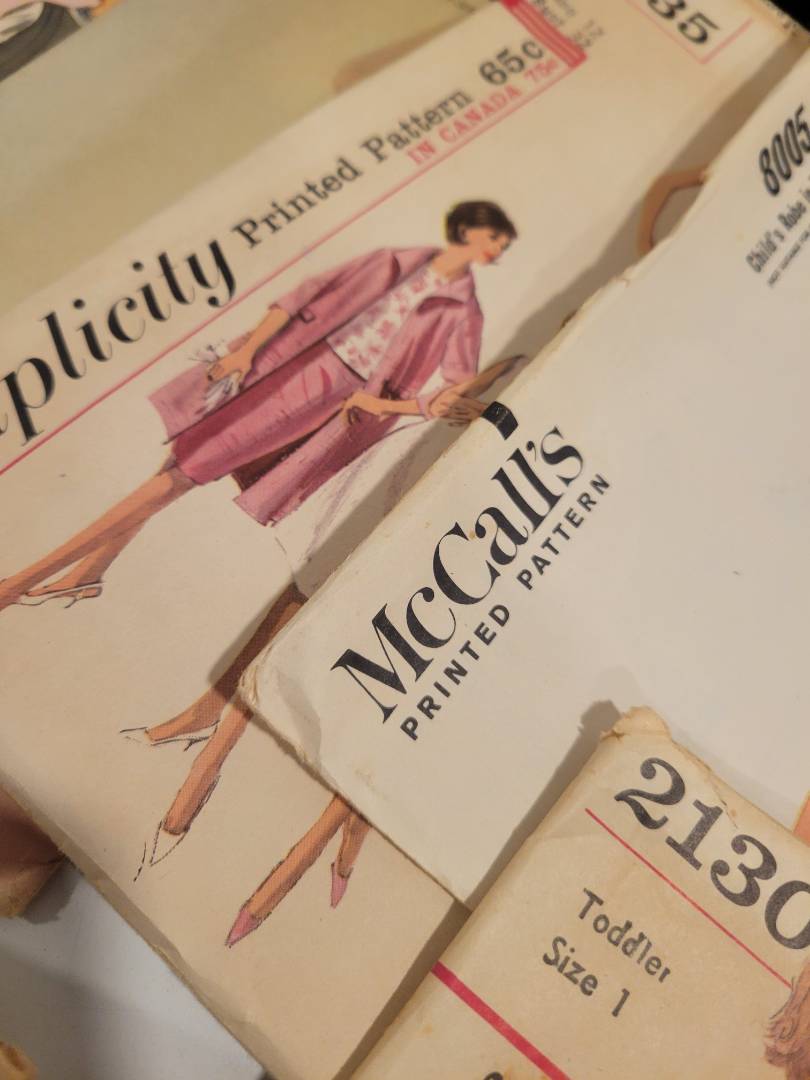 plicity Printed Pattern 65¢
IN CANADA 75¢
35
8005
Child's Robe
McCall's
PRINTED PATTERN
2130
Toddler
Size 1